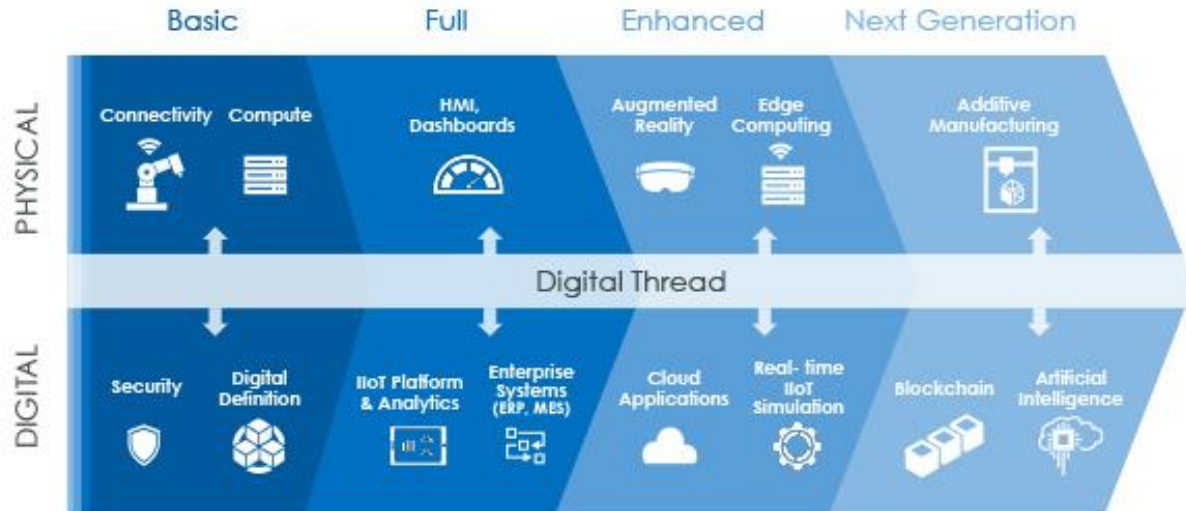 Basic
Full
Enhanced
Next Generation
PHYSICAL
Connectivity
Compute
HMI,
Dashboards
Augmented
Reality
Edge
Computing
Additive
Manufacturing
Digital Thread
DIGITAL
Security
Digital
Definition
IIoT Platform
& Analytics
Enterprise
Systems
(ERP, MES)
Cloud
Applications
Real- time
IIoT
Simulation
Blockchain
Artificial
Intelligence